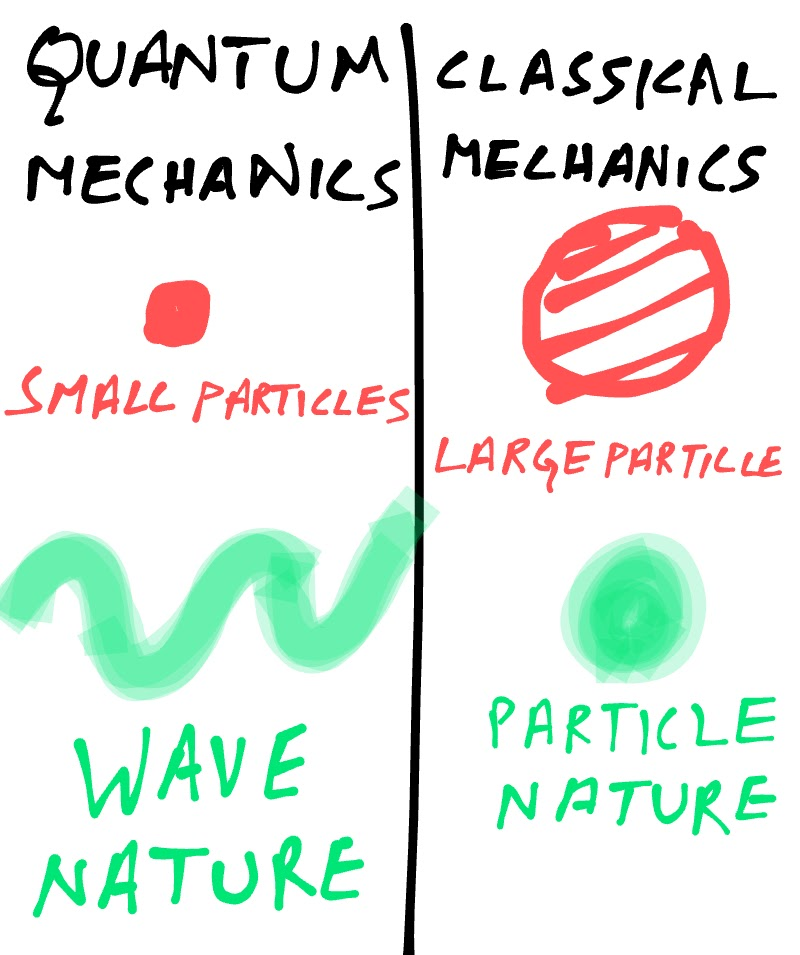 QUANTUM
MECHANICS
SMALL PARTICLES
WAVE
NATURE
CLASSICAL
MECHANICS
LARGE PARTICLE
PARTICLE
NATURE